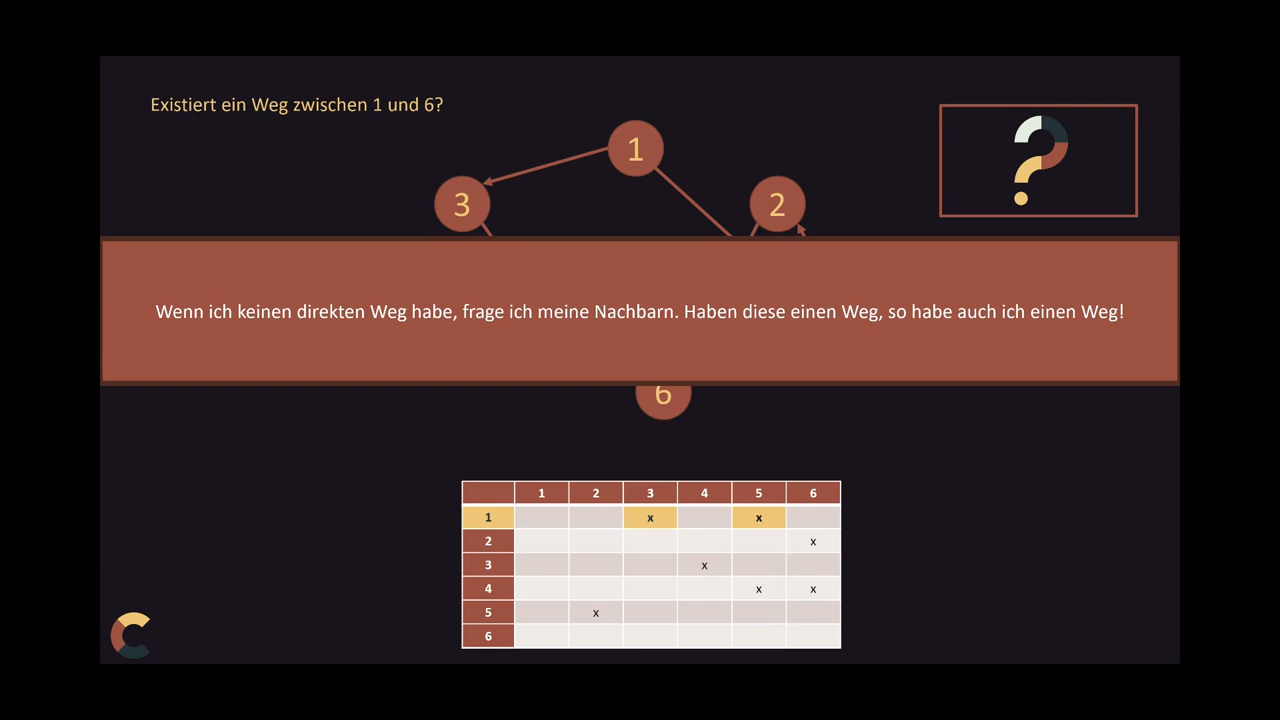 Existiert ein Weg zwischen 1 und 6?
1
3
2
Wenn ich keinen direkten Weg habe, frage ich meine Nachbarn. Haben diese einen Weg, so habe auch ich einen Weg!
6
1 2 3 4 5 6
1 x x
2 x
3 x
4 x x
5 x
6